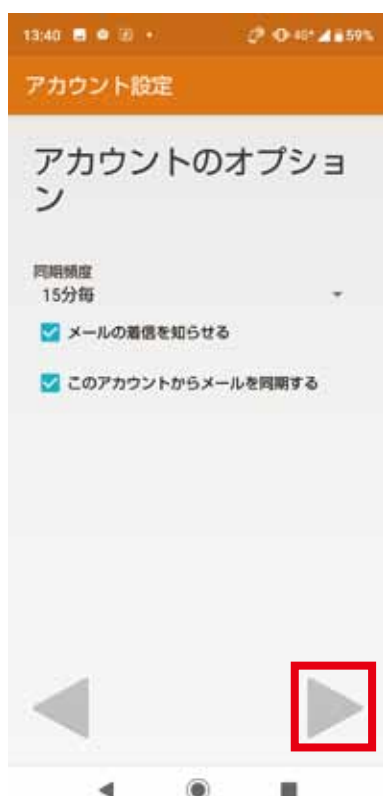 13:40 59%
アカウント設定
アカウントのオプショ
ン
同期頻度
15分毎
メールの着信を知らせる
このアカウントからメールを同期する